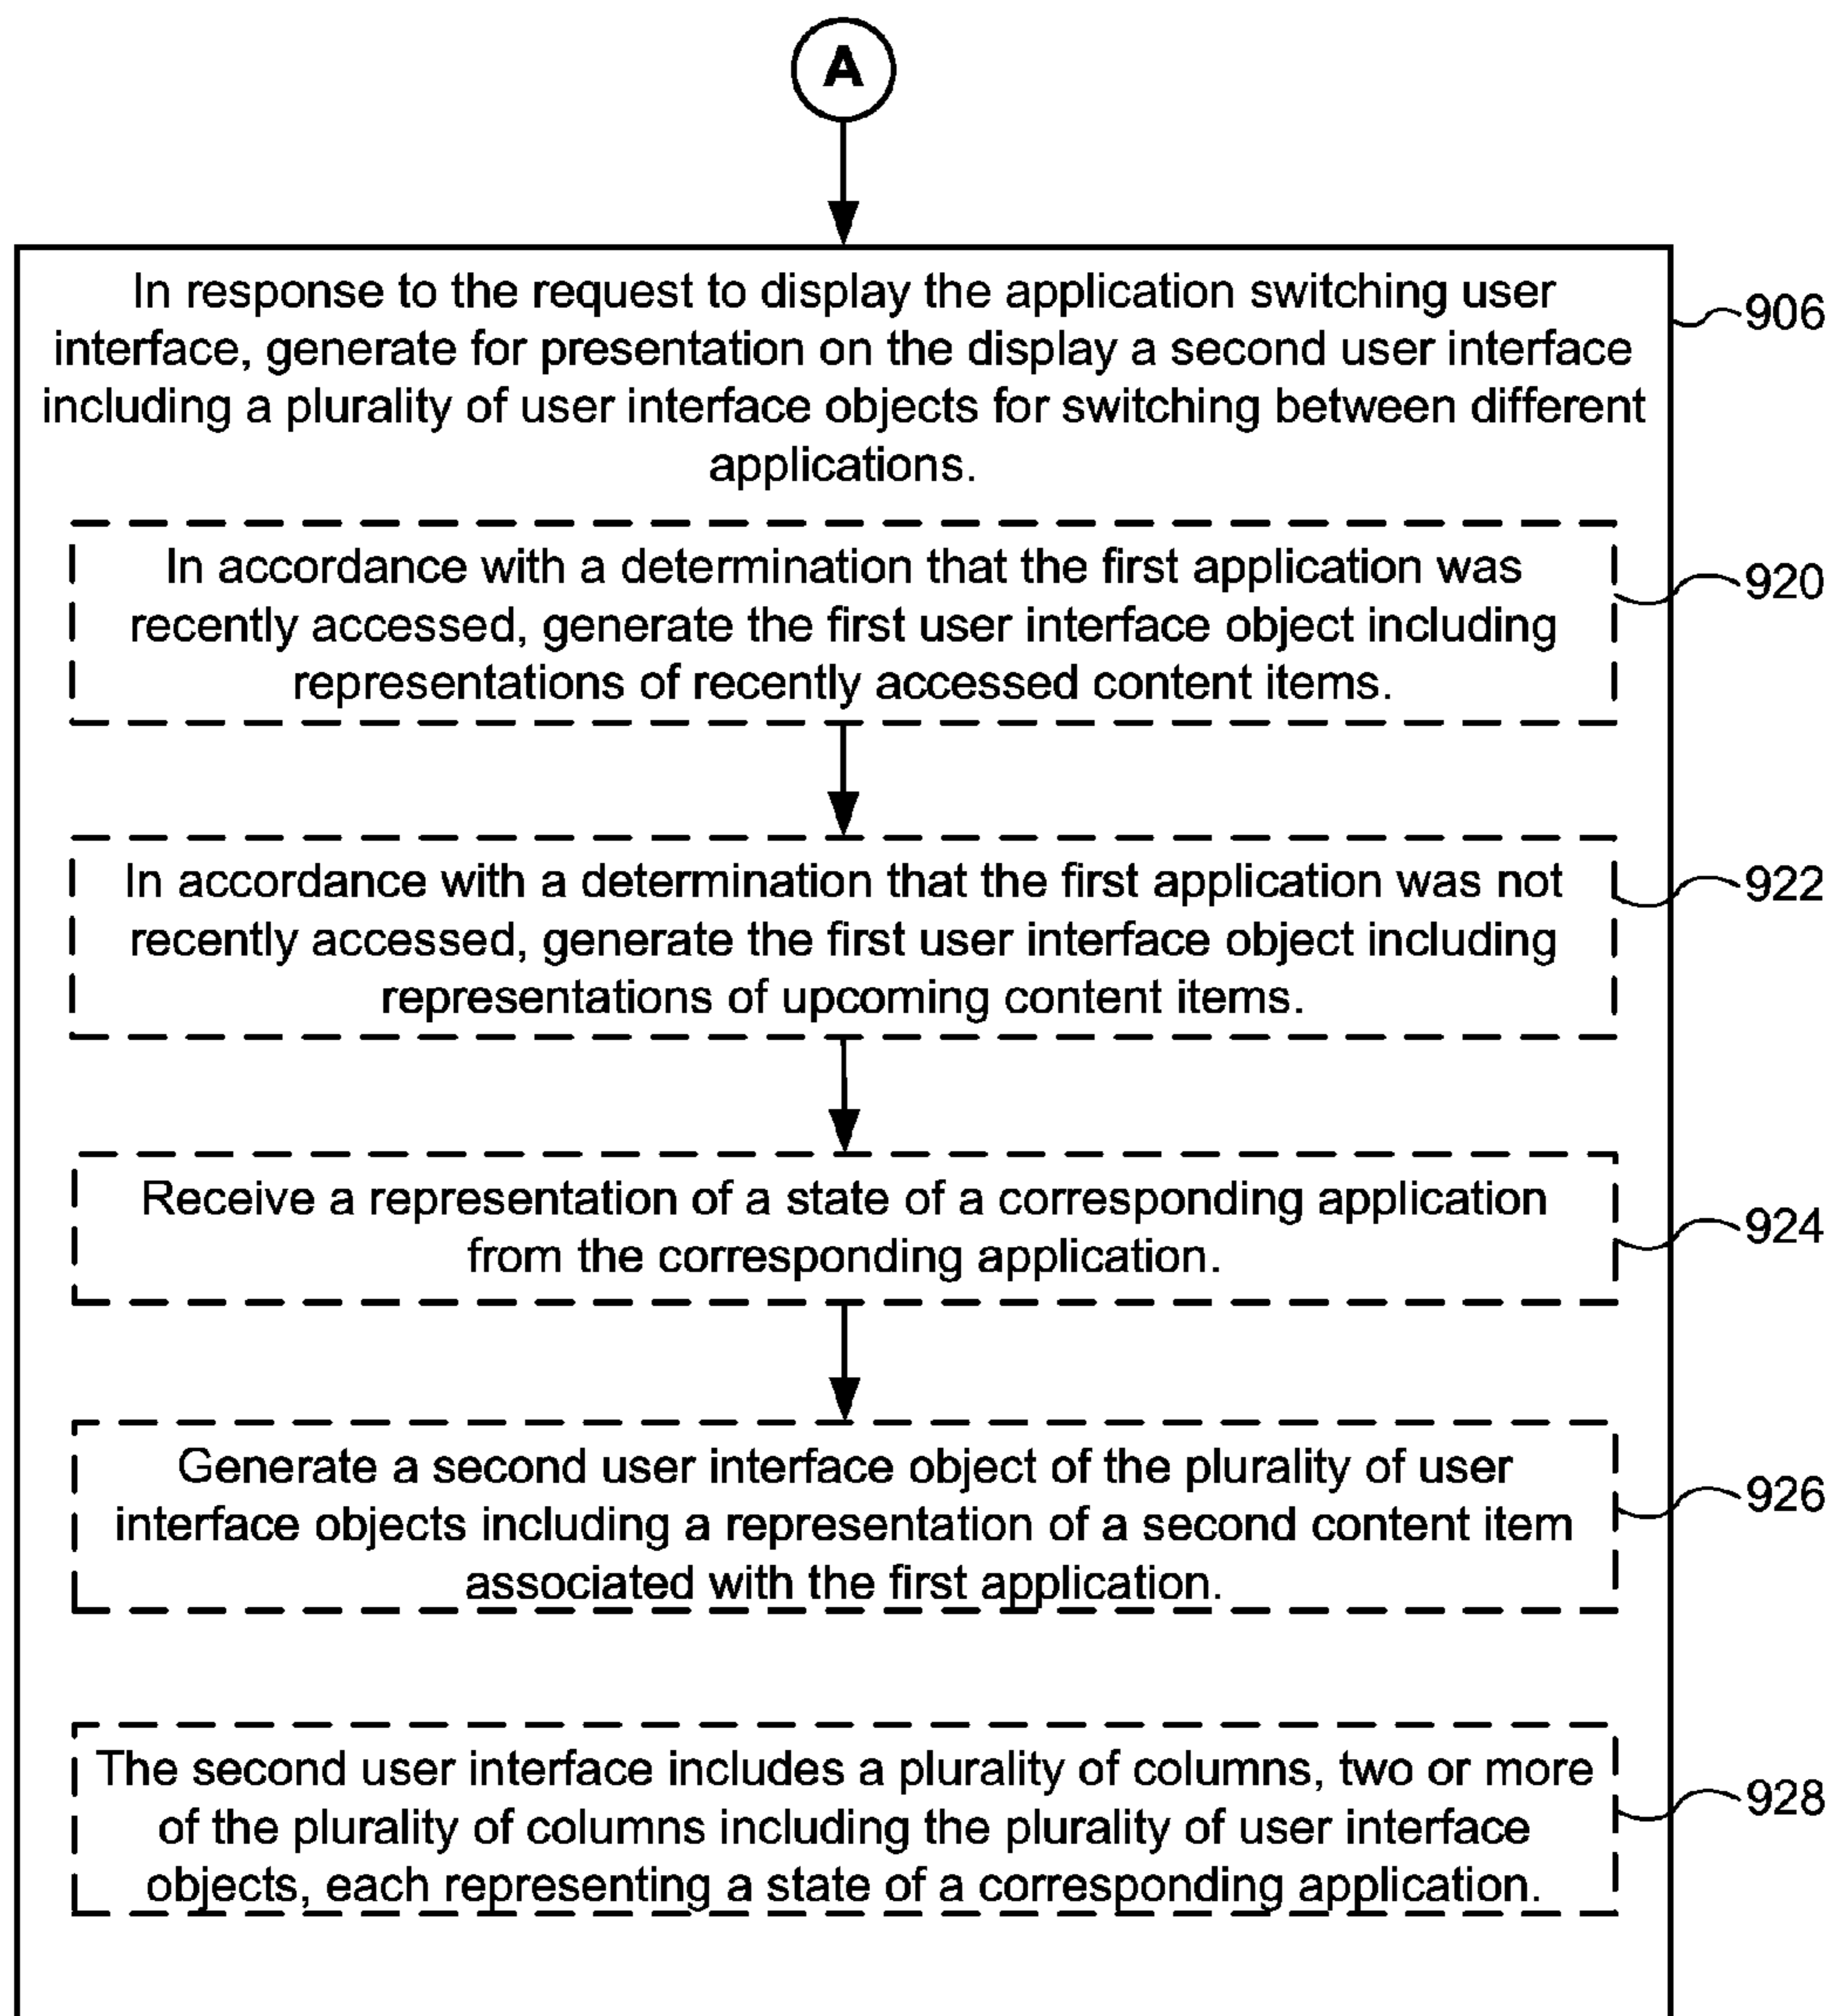 A
In response to the request to display the application switching user
interface, generate for presentation on the display a second user interface
including a plurality of user interface objects for switching between different
applications.
906
In accordance with a determination that the first application was
recently accessed, generate the first user interface object including
representations of recently accessed content items.
920
In accordance with a determination that the first application was not
recently accessed, generate the first user interface object including
representations of upcoming content items.
922
Receive a representation of a state of a corresponding application
from the corresponding application.
924
Generate a second user interface object of the plurality of user
interface objects including a representation of a second content item
associated with the first application.
926
The second user interface includes a plurality of columns, two or more
of the plurality of columns including the plurality of user interface
objects, each representing a state of a corresponding application.
928